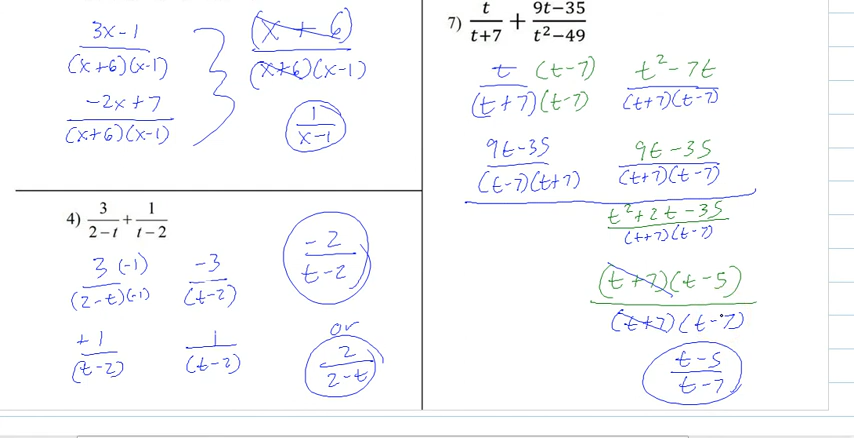 3x-1
(x+6)(x-1)
-2x+7
(x+6)(x-1)
(x+6)
(x+6)(x-1)
1
x-1
4) 3/(2-t) + 1/(t-2)
3(-1)
(2-t)(-1)
-3
(t-2)
+1
(t-2)
1
(t-2)
-2
t-2
or
2
2-t
7) t/(t+7) + (9t-35)/(t²-49)
t (t-7)
(t+7)(t-7)
t²-7t
(t+7)(t-7)
9t-35
(t-7)(t+7)
9t-35
(t+7)(t-7)
t²+2t-35
(t+7)(t-7)
(t+7)(t-5)
(t+7)(t-7)
t-5
t-7